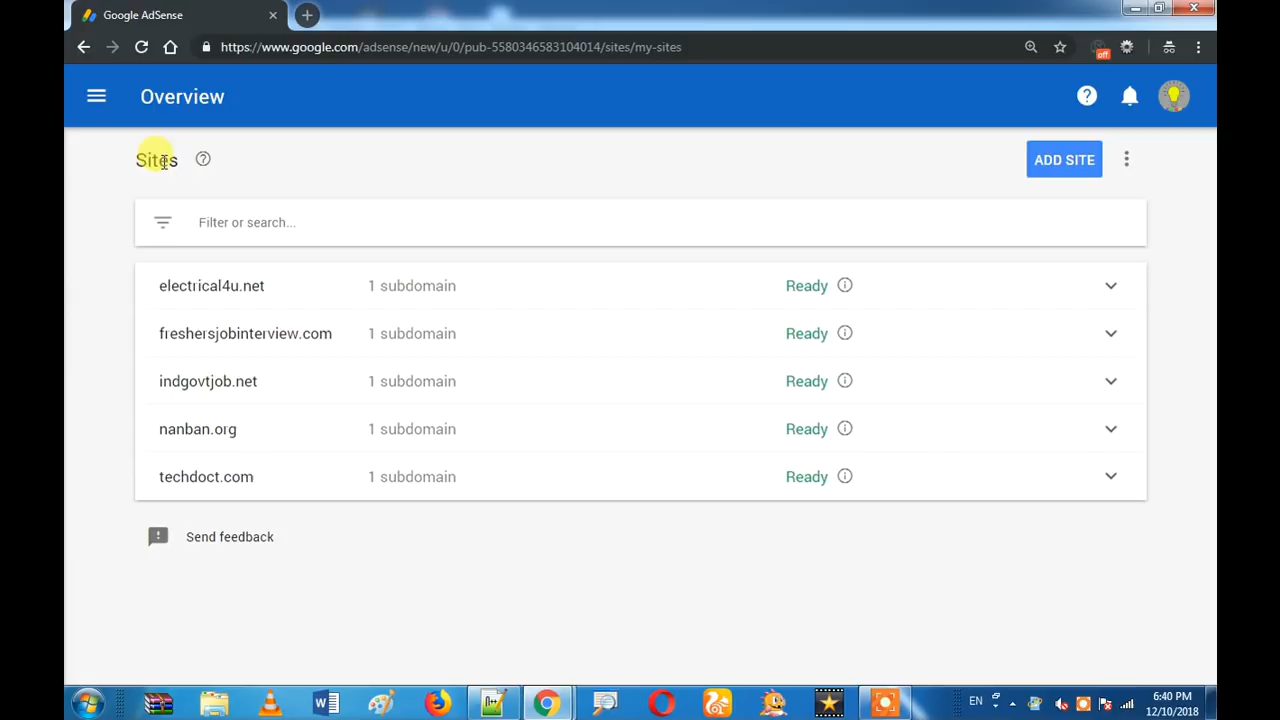 Google AdSense
https://www.google.com/adsense/new/u/0/pub-5580346583104014/sites/my-sites
off
Overview
Sites
ADD SITE
Filter or search...
electrical4u.net 1 subdomain Ready
freshersjobinterview.com 1 subdomain Ready
indgovtjob.net 1 subdomain Ready
nanban.org 1 subdomain Ready
techdoct.com 1 subdomain Ready
Send feedback
EN
6:40 PM
12/10/2018